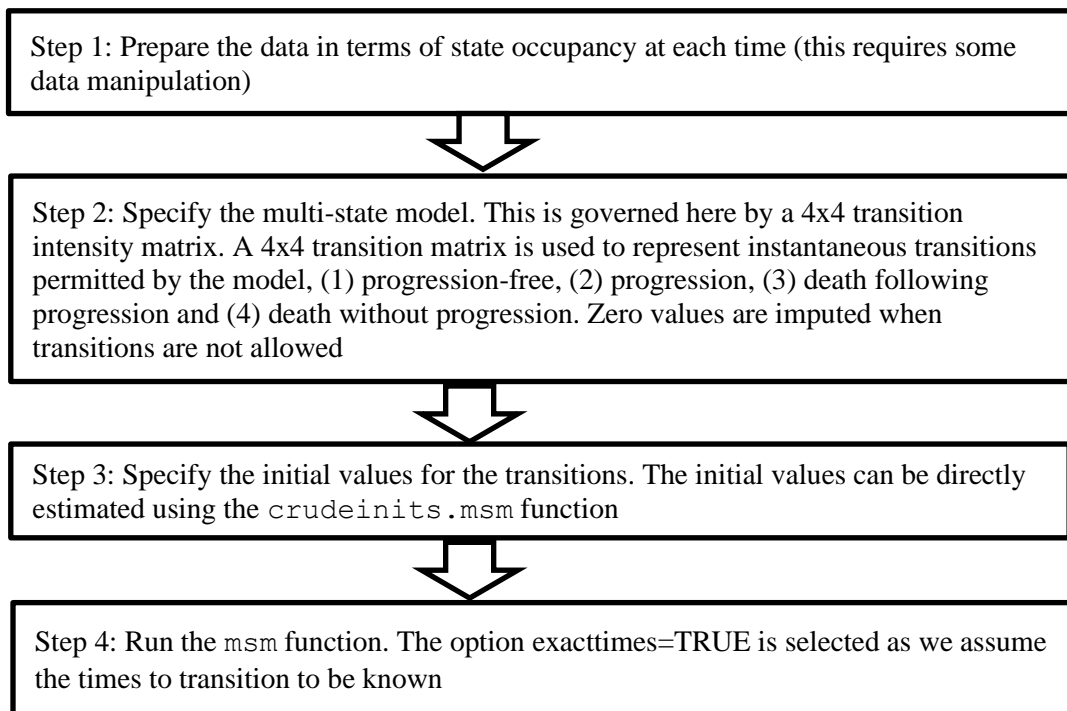 Step 1: Prepare the data in terms of state occupancy at each time (this requires some
data manipulation)
Step 2: Specify the multi-state model. This is governed here by a 4x4 transition
intensity matrix. A 4x4 transition matrix is used to represent instantaneous transitions
permitted by the model, (1) progression-free, (2) progression, (3) death following
progression and (4) death without progression. Zero values are imputed when
transitions are not allowed
Step 3: Specify the initial values for the transitions. The initial values can be directly
estimated using the crudeinits.msm function
Step 4: Run the msm function. The option exacttimes=TRUE is selected as we assume
the times to transition to be known